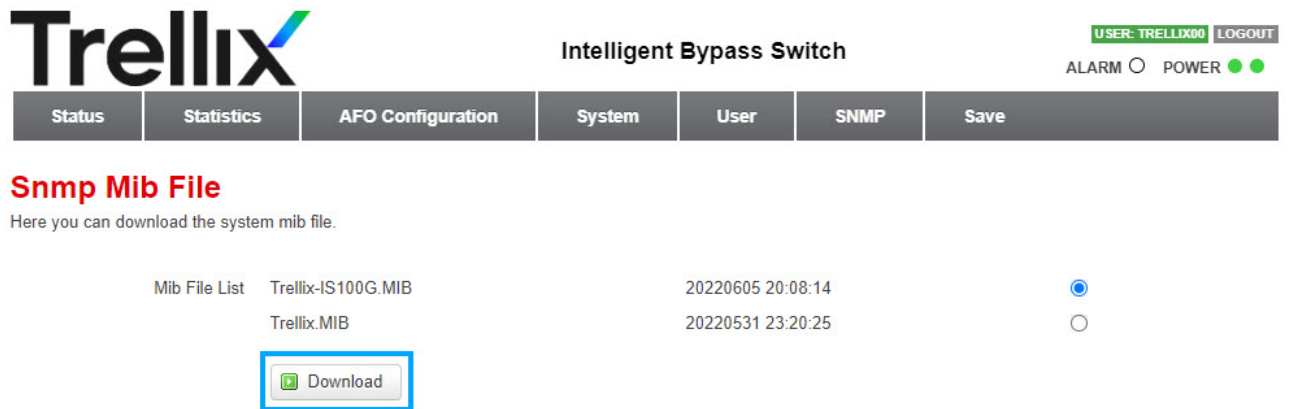 Trellix
Intelligent Bypass Switch
USER: TRELLIX00 LOGOUT
ALARM POWER
Status Statistics AFO Configuration System User SNMP Save
Snmp Mib File
Here you can download the system mib file.
Mib File List Trellix-IS100G.MIB 20220605 20:08:14
Trellix.MIB 20220531 23:20:25
Download